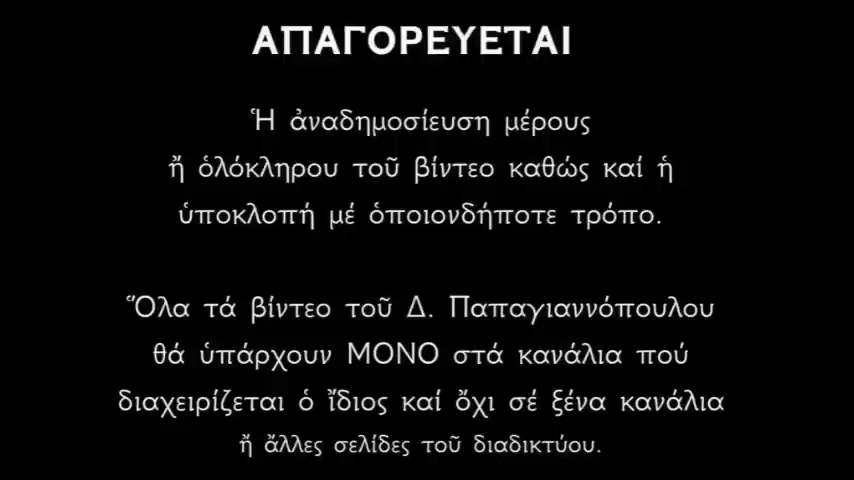 ΑΠΑΓΟΡΕΥΕΤΑΙ
Ἡ ἀναδημοσίευση μέρους
ἤ ὁλόκληρου τοῦ βίντεο καθώς καί ἡ
ὑποκλοπή μέ ὁποιονδήποτε τρόπο.
Ὅλα τά βίντεο τοῦ Δ. Παπαγιαννόπουλου
θά ὑπάρχουν ΜΟΝΟ στά κανάλια πού
διαχειρίζεται ὁ ἴδιος καί ὄχι σέ ξένα κανάλια
ἤ ἄλλες σελίδες τοῦ διαδικτύου.